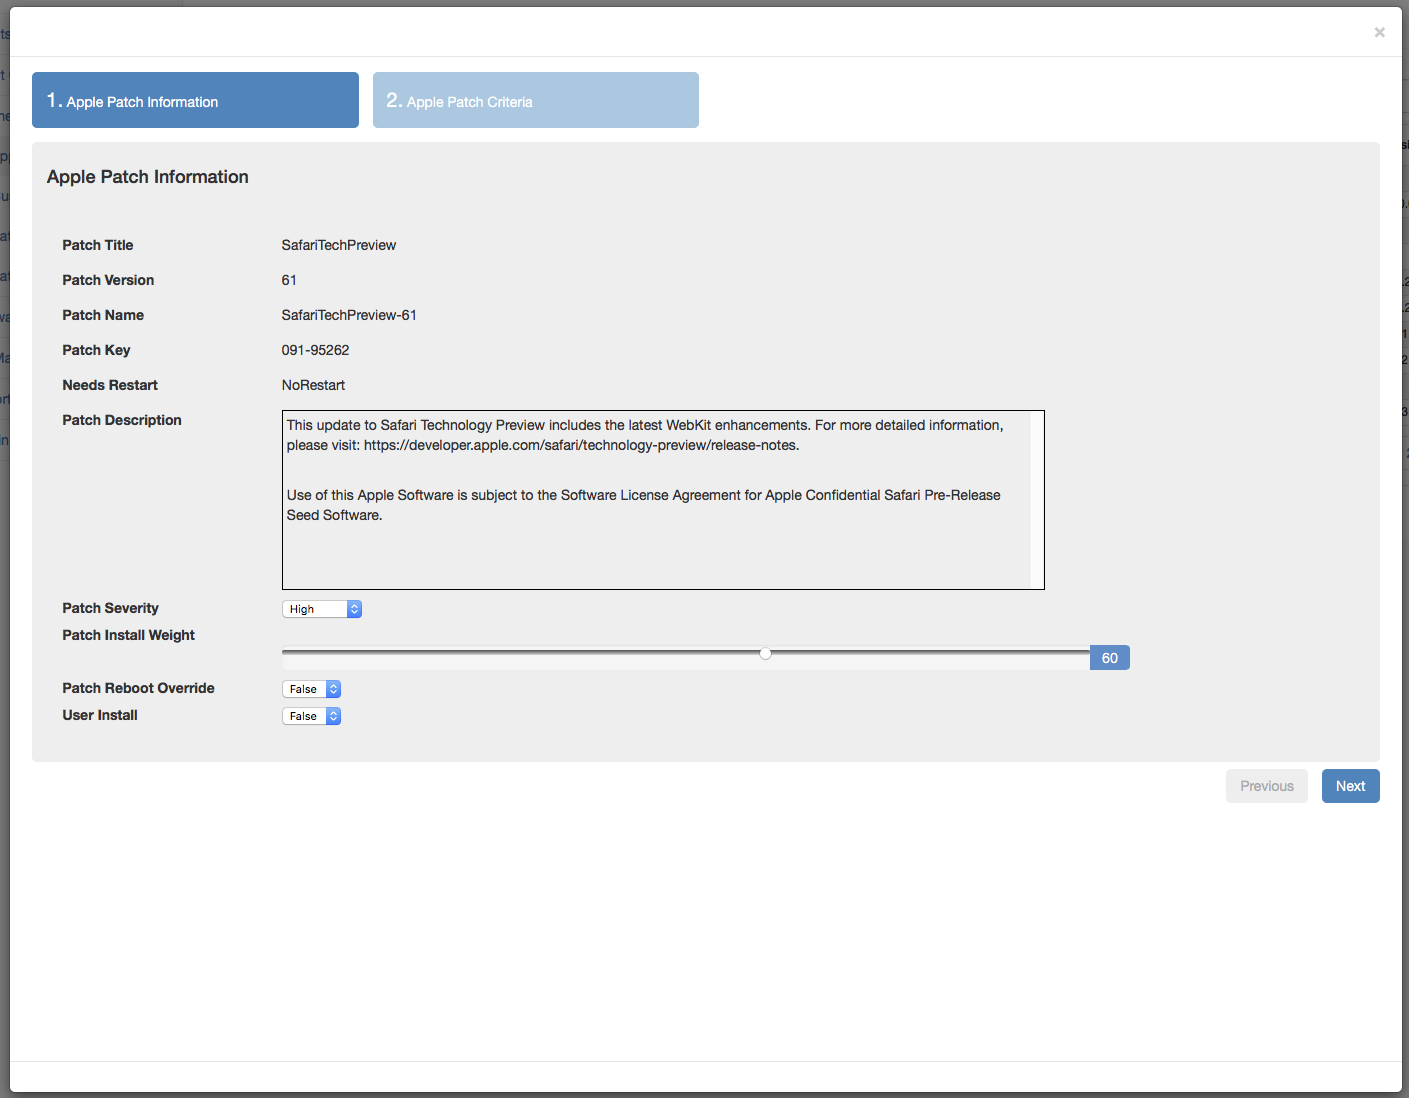 ×
1. Apple Patch Information
2. Apple Patch Criteria
Apple Patch Information
Patch Title SafariTechPreview
Patch Version 61
Patch Name SafariTechPreview-61
Patch Key 091-95262
Needs Restart NoRestart
Patch Description This update to Safari Technology Preview includes the latest WebKit enhancements. For more detailed information,
please visit: https://developer.apple.com/safari/technology-preview/release-notes.
Use of this Apple Software is subject to the Software License Agreement for Apple Confidential Safari Pre-Release
Seed Software.
Patch Severity High
Patch Install Weight
60
Patch Reboot Override False
User Install False
Previous Next